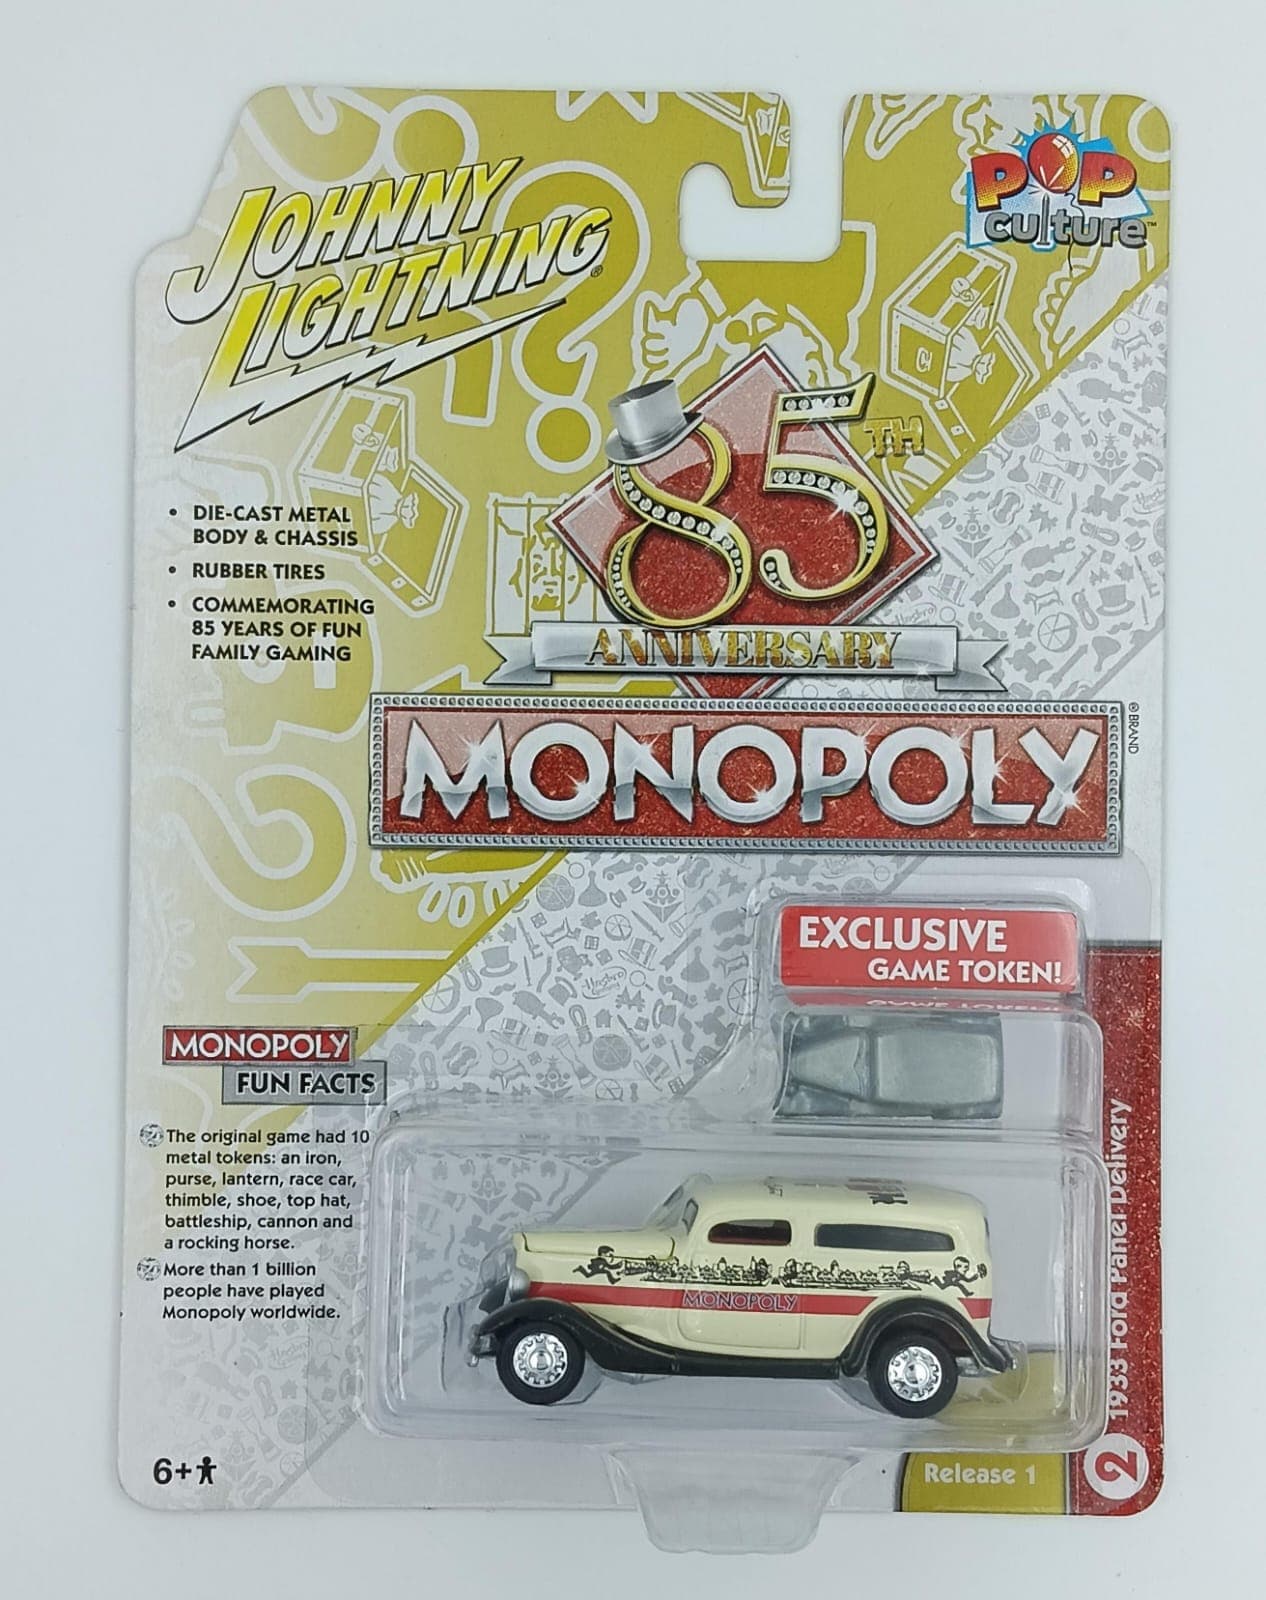 POP
culture™
JOHNNY
LIGHTNING®
85TH
ANNIVERSARY
MONOPOLY
® BRAND
• DIE-CAST METAL
BODY & CHASSIS
• RUBBER TIRES
• COMMEMORATING
85 YEARS OF FUN
FAMILY GAMING
EXCLUSIVE
GAME TOKEN!
MONOPOLY
FUN FACTS
The original game had 10
metal tokens: an iron,
purse, lantern, race car,
thimble, shoe, top hat,
battleship, cannon and
a rocking horse.
More than 1 billion
people have played
Monopoly worldwide.
MONOPOLY
1933 Ford Panel Delivery
2
Release 1
6+